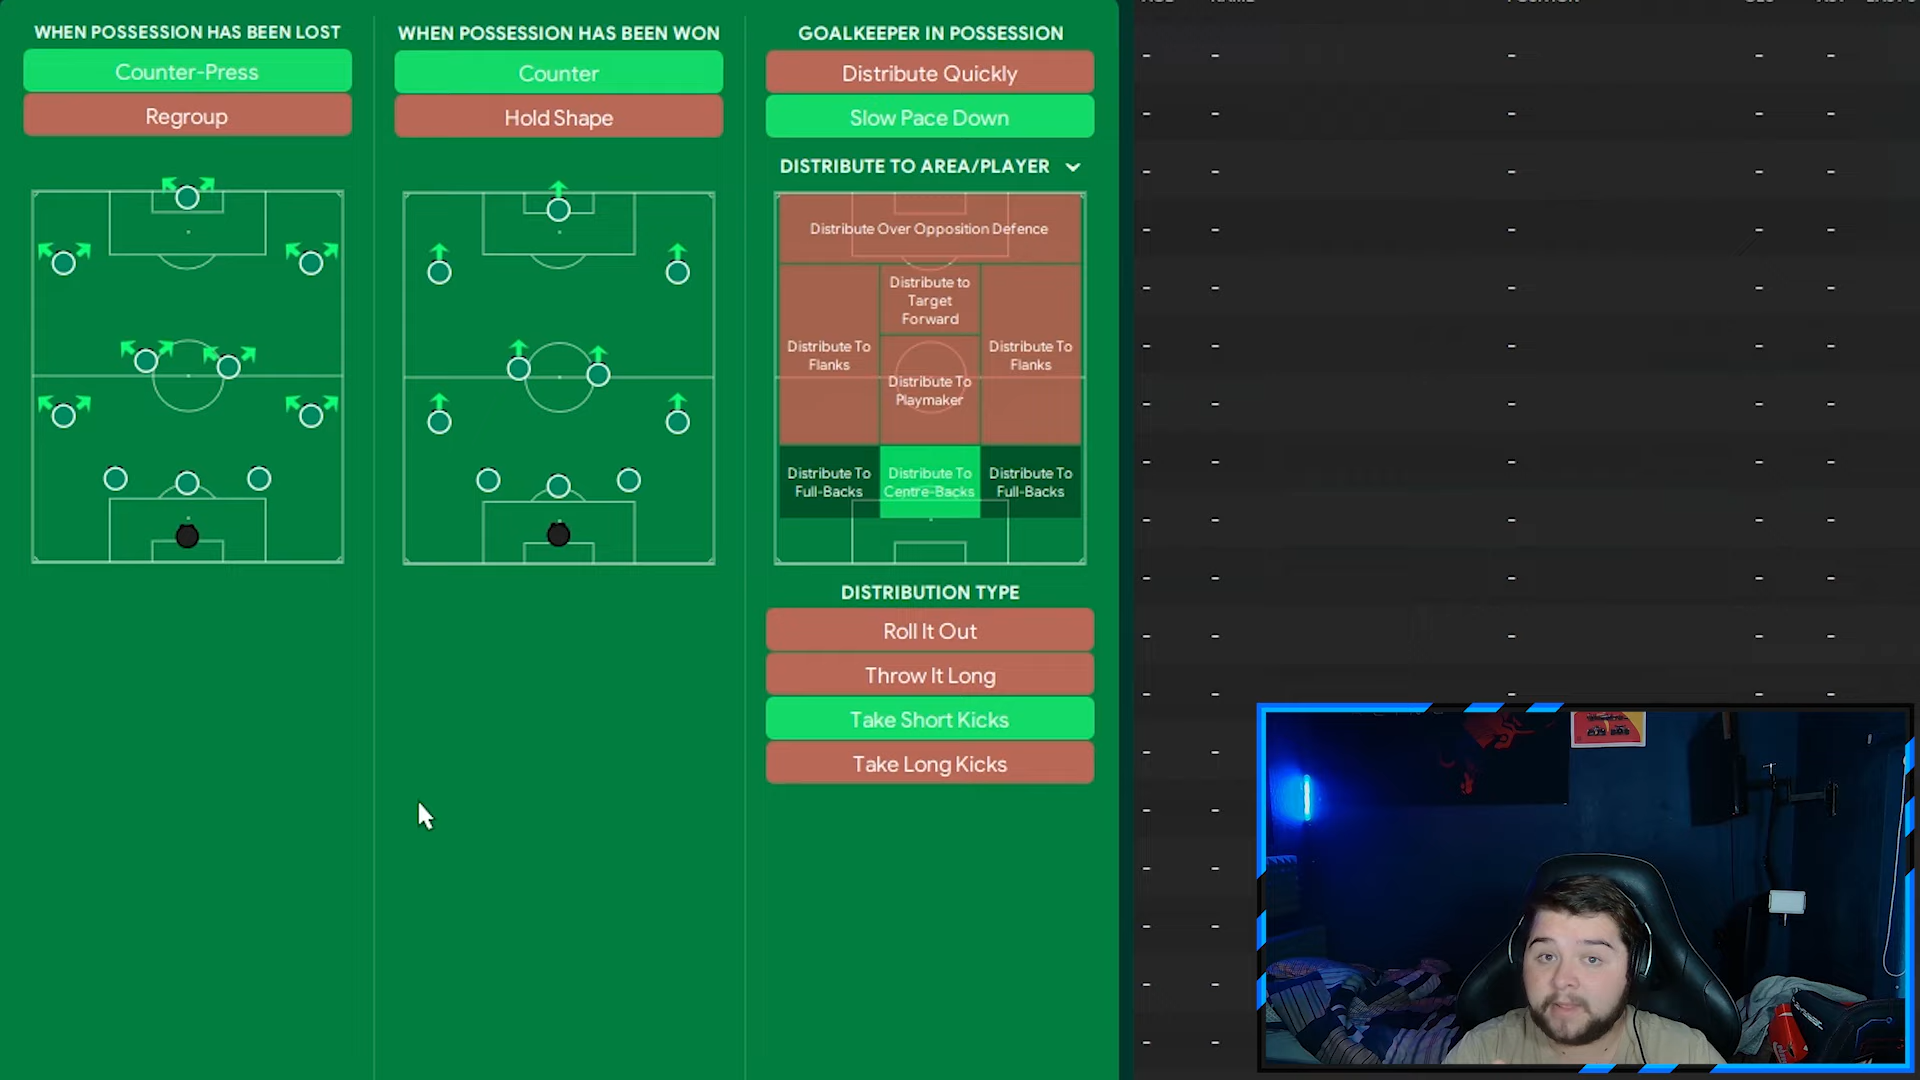 WHEN POSSESSION HAS BEEN LOST
Counter-Press
Regroup
WHEN POSSESSION HAS BEEN WON
Counter
Hold Shape
GOALKEEPER IN POSSESSION
Distribute Quickly
Slow Pace Down
DISTRIBUTE TO AREA/PLAYER
Distribute Over Opposition Defence
Distribute to
Target
Forward
Distribute To
Flanks
Distribute To
Flanks
Distribute To
Playmaker
Distribute To
Full-Backs
Distribute To
Centre-Backs
Distribute To
Full-Backs
DISTRIBUTION TYPE
Roll It Out
Throw It Long
Take Short Kicks
Take Long Kicks